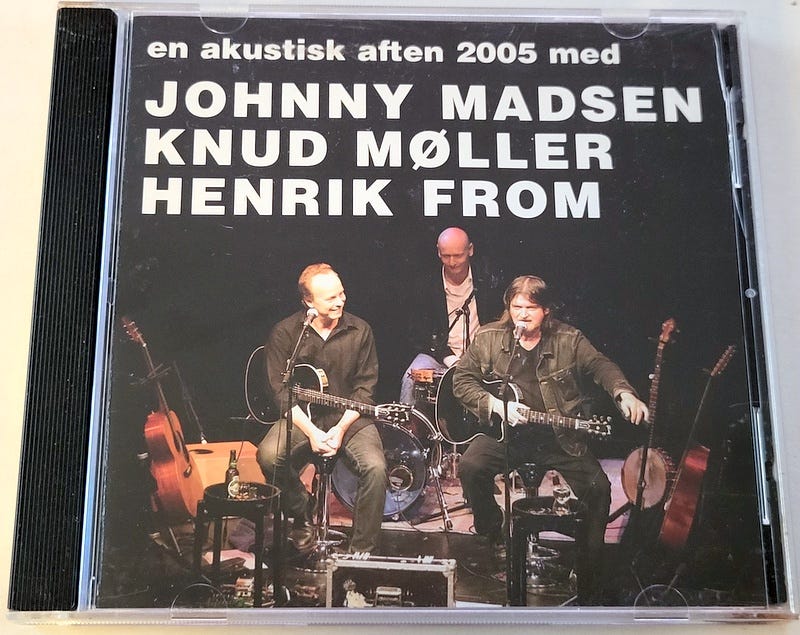 en akustisk aften 2005 med
JOHNNY MADSEN
KNUD MØLLER
HENRIK FROM